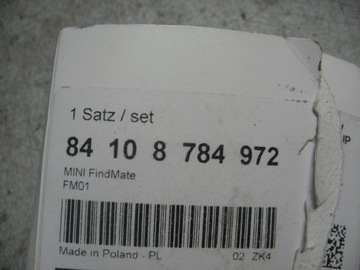 1 Satz / set
84 10 8 784 972
MINI FindMate
FM01
Made in Poland - PL 02 ZK4